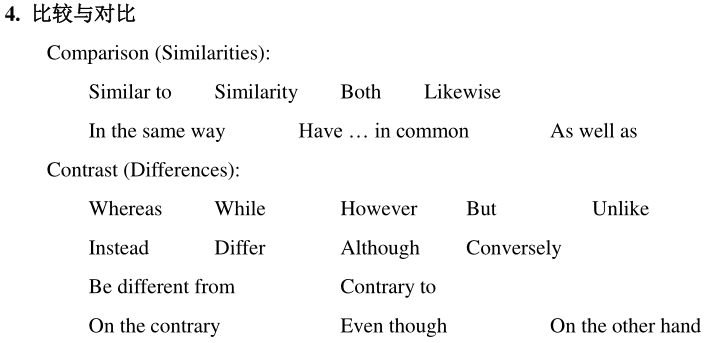 4. 比较与对比
Comparison (Similarities):
Similar to Similarity Both Likewise
In the same way Have … in common As well as
Contrast (Differences):
Whereas While However But Unlike
Instead Differ Although Conversely
Be different from Contrary to
On the contrary Even though On the other hand